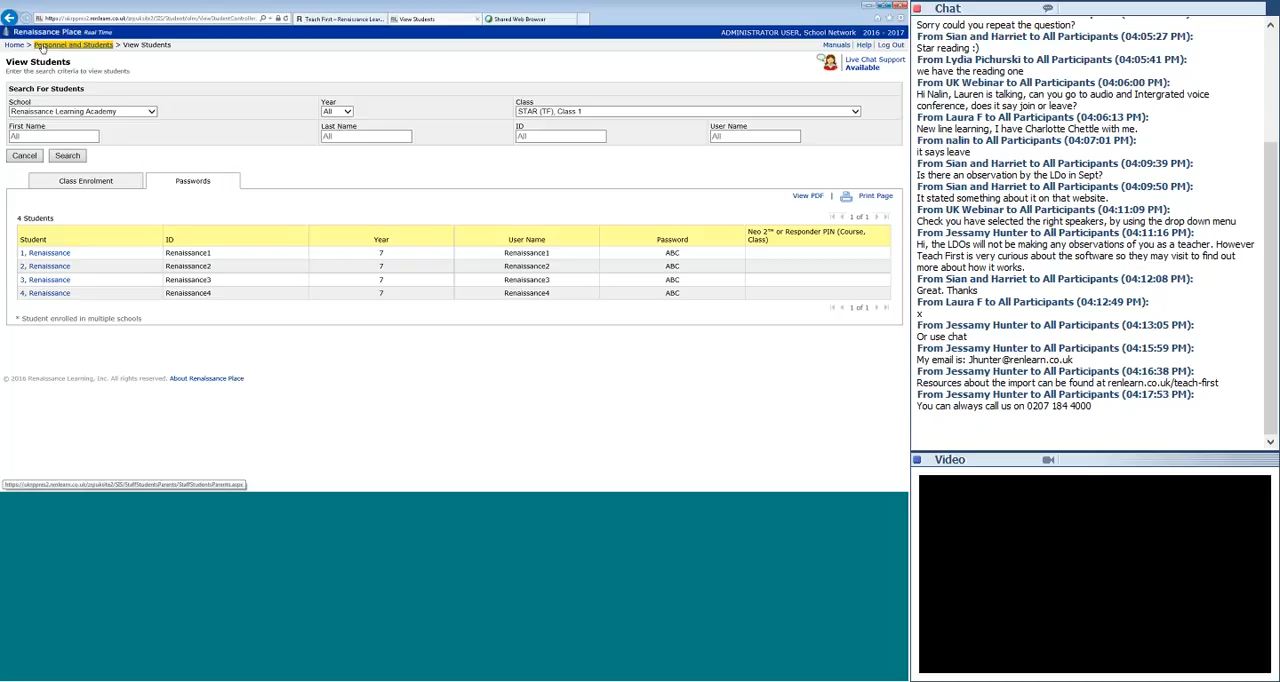 Teach First – Renaissance Lear...
View Students
Shared Web Browser
Renaissance Place Real Time
ADMINISTRATOR USER, School Network 2016 - 2017
Home > Personnel and Students > View Students
Manuals | Help | Log Out
View Students
Enter the search criteria to view students
Live Chat Support
Available
Search For Students
School
Year
Class
Renaissance Learning Academy
All
STAR (TF), Class 1
First Name
Last Name
ID
User Name
All
All
All
All
Cancel
Search
Class Enrolment
Passwords
View PDF | Print Page
4 Students
1 of 1
Student
ID
Year
User Name
Password
Neo 2™ or Responder PIN (Course, Class)
1, Renaissance Renaissance1 7 Renaissance1 ABC
2, Renaissance Renaissance2 7 Renaissance2 ABC
3, Renaissance Renaissance3 7 Renaissance3 ABC
4, Renaissance Renaissance4 7 Renaissance4 ABC
1 of 1
* Student enrolled in multiple schools
© 2016 Renaissance Learning, Inc. All rights reserved. About Renaissance Place
Chat
Sorry could you repeat the question?
From Sian and Harriet to All Participants (04:05:27 PM):
Star reading :)
From Lydia Pichurski to All Participants (04:05:41 PM):
we have the reading one
From UK Webinar to All Participants (04:06:00 PM):
Hi Nalin, Lauren is talking, can you go to audio and Intergrated voice
conference, does it say join or leave?
From Laura F to All Participants (04:06:13 PM):
New line learning, I have Charlotte Chettle with me.
From nalin to All Participants (04:07:01 PM):
it says leave
From Sian and Harriet to All Participants (04:09:39 PM):
Is there an observation by the LDo in Sept?
From Sian and Harriet to All Participants (04:09:50 PM):
It stated something about it on that website.
From UK Webinar to All Participants (04:11:09 PM):
Check you have selected the right speakers, by using the drop down menu
From Jessamy Hunter to All Participants (04:11:16 PM):
Hi, the LDOs will not be making any observations of you as a teacher. However
Teach First is very curious about the software so they may visit to find out
more about how it works.
From Sian and Harriet to All Participants (04:12:08 PM):
Great. Thanks
From Laura F to All Participants (04:12:49 PM):
x
From Jessamy Hunter to All Participants (04:13:05 PM):
Or use chat
From Jessamy Hunter to All Participants (04:15:59 PM):
My email is: Jhunter@renlearn.co.uk
From Jessamy Hunter to All Participants (04:16:38 PM):
Resources about the import can be found at renlearn.co.uk/teach-first
From Jessamy Hunter to All Participants (04:17:53 PM):
You can always call us on 0207 184 4000
Video